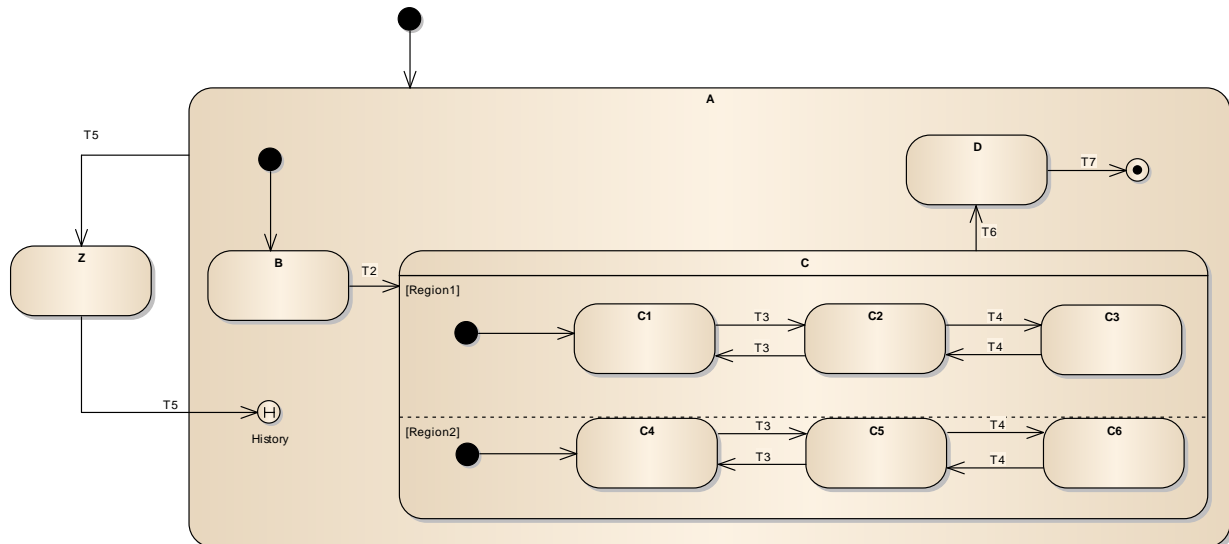 A
T5
D
T7
T6
Z
B
T2
C
[Region1]
C1
T3
T3
C2
T4
T4
C3
T5
History
H
[Region2]
C4
T3
T3
C5
T4
T4
C6